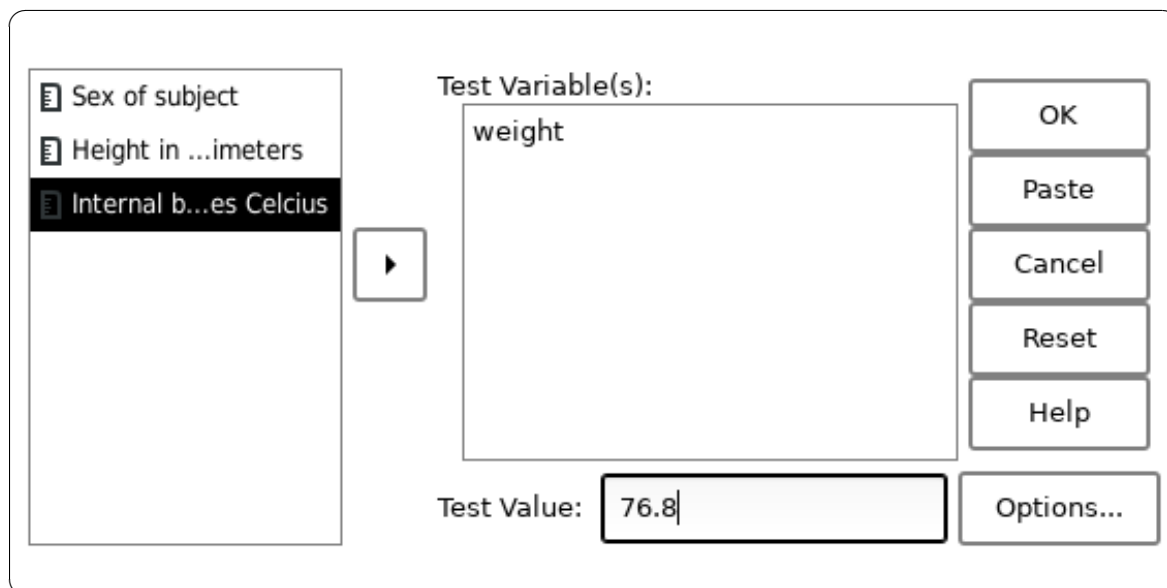 Sex of subject
Height in ...imeters
Internal b...es Celcius
Test Variable(s):
weight
Test Value: 76.8
OK
Paste
Cancel
Reset
Help
Options...